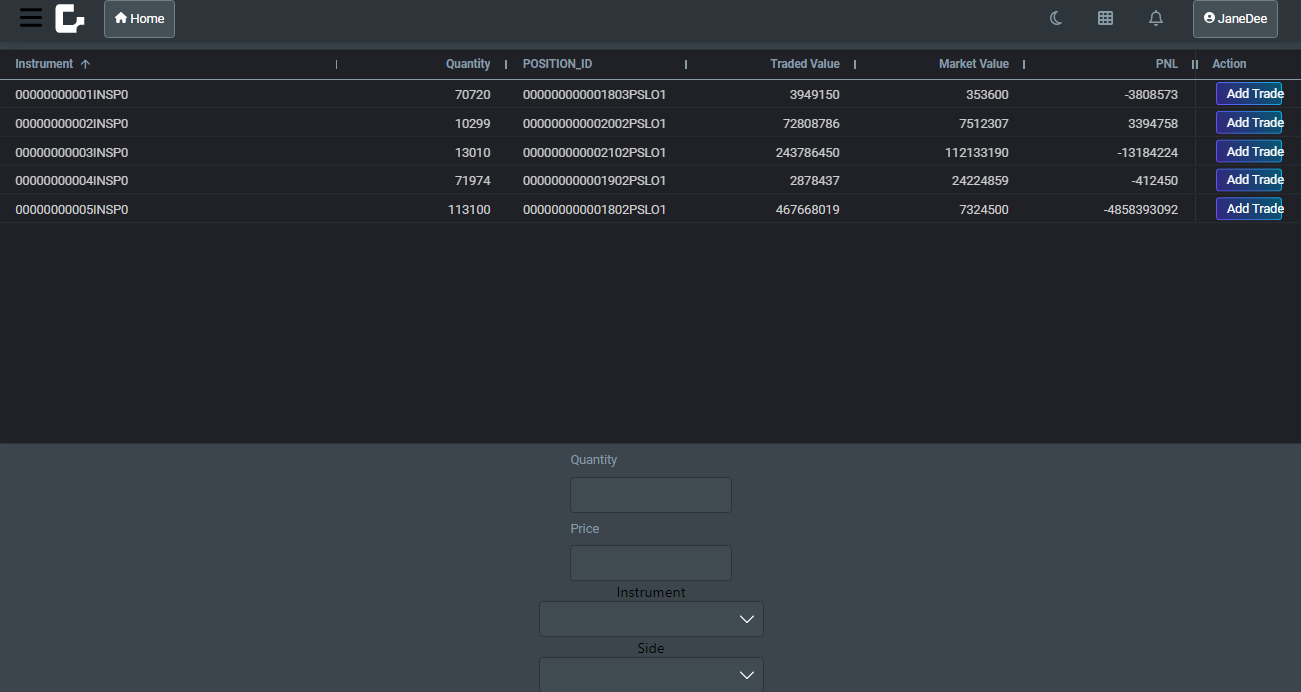 Home JaneDee
Instrument Quantity POSITION_ID Traded Value Market Value PNL Action
00000000001INSP0 70720 000000000001803PSLO1 3949150 353600 -3808573 Add Trade
00000000002INSP0 10299 000000000002002PSLO1 72808786 7512307 3394758 Add Trade
00000000003INSP0 13010 000000000002102PSLO1 243786450 112133190 -13184224 Add Trade
00000000004INSP0 71974 000000000001902PSLO1 2878437 24224859 -412450 Add Trade
00000000005INSP0 113100 000000000001802PSLO1 467668019 7324500 -4858393092 Add Trade
Quantity
Price
Instrument
Side